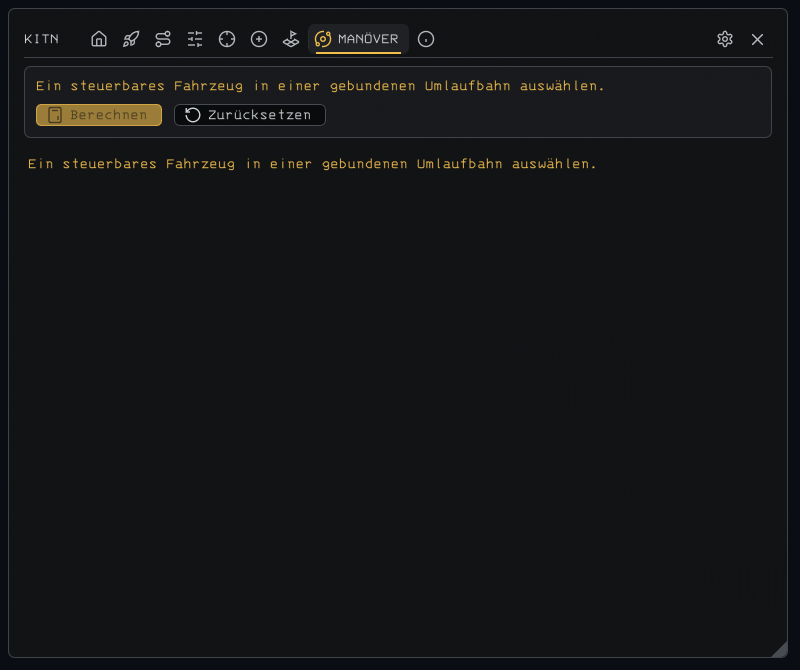 KITN
MANÖVER
Ein steuerbares Fahrzeug in einer gebundenen Umlaufbahn auswählen.
Berechnen
Zurücksetzen
Ein steuerbares Fahrzeug in einer gebundenen Umlaufbahn auswählen.